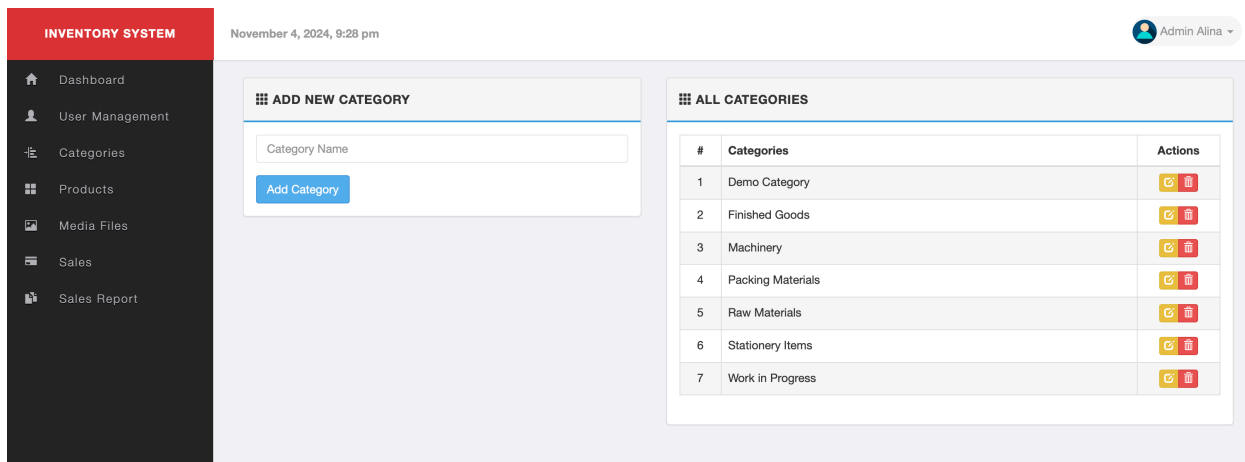 INVENTORY SYSTEM
November 4, 2024, 9:28 pm
Admin Alina
Dashboard
User Management
Categories
Products
Media Files
Sales
Sales Report
ADD NEW CATEGORY
Category Name
Add Category
ALL CATEGORIES
# Categories Actions
1 Demo Category
2 Finished Goods
3 Machinery
4 Packing Materials
5 Raw Materials
6 Stationery Items
7 Work in Progress